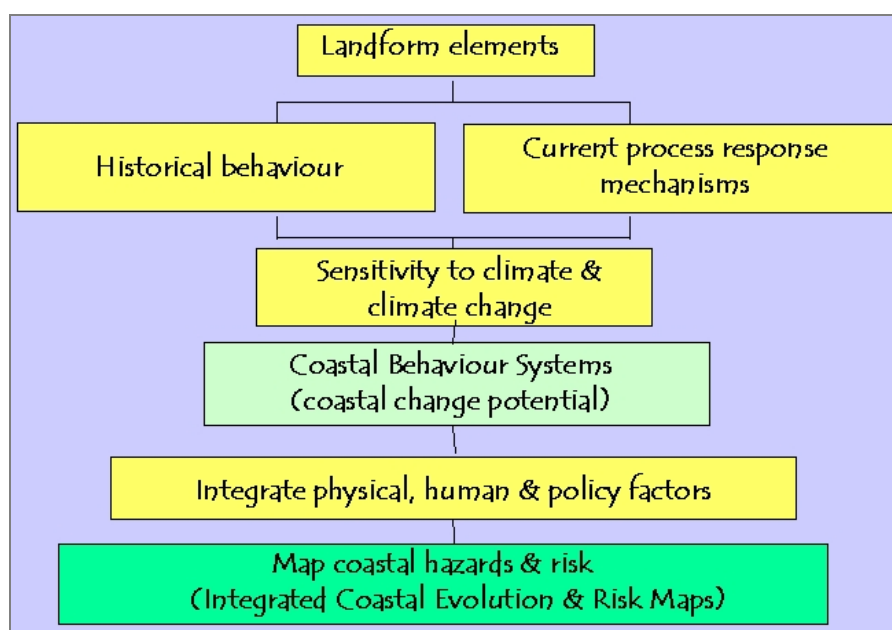 Landform elements
Historical behaviour
Current process response
mechanisms
Sensitivity to climate &
climate change
Coastal Behaviour Systems
(coastal change potential)
Integrate physical, human & policy factors
Map coastal hazards & risk
(Integrated Coastal Evolution & Risk Maps)